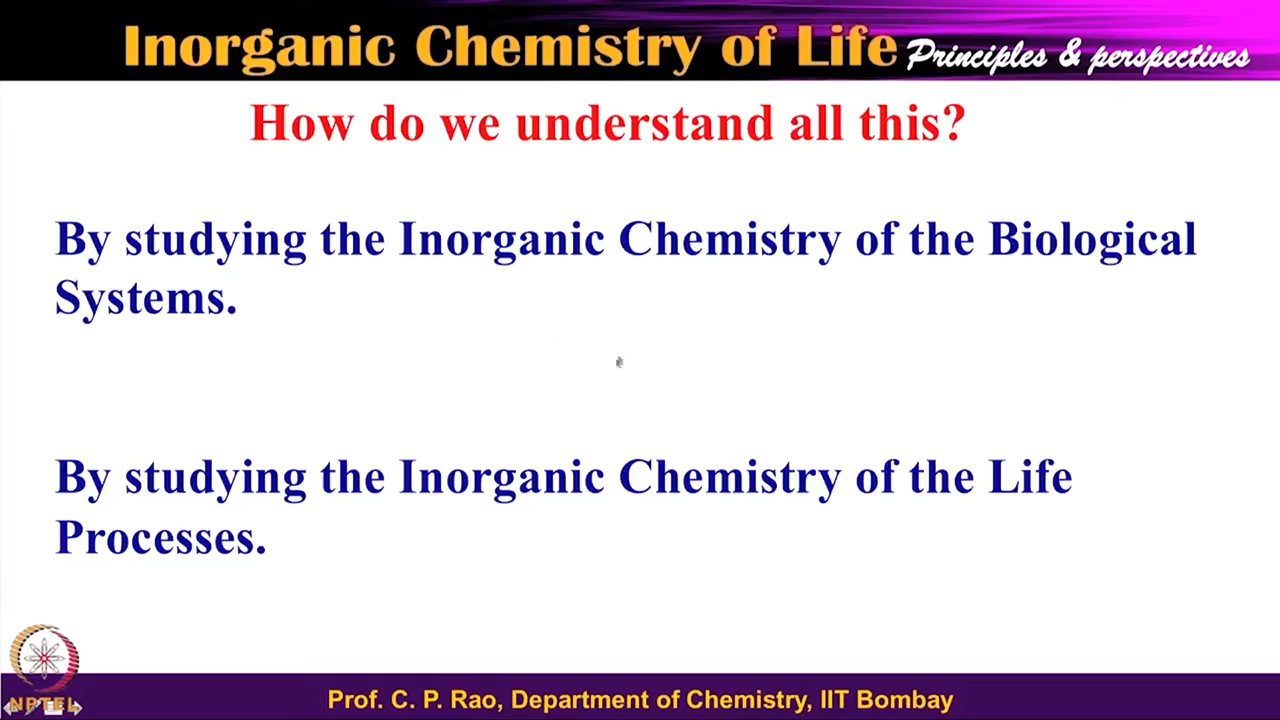 Inorganic Chemistry of Life Principles & perspectives
How do we understand all this?
By studying the Inorganic Chemistry of the Biological
Systems.
By studying the Inorganic Chemistry of the Life
Processes.
NPTEL
Prof. C. P. Rao, Department of Chemistry, IIT Bombay